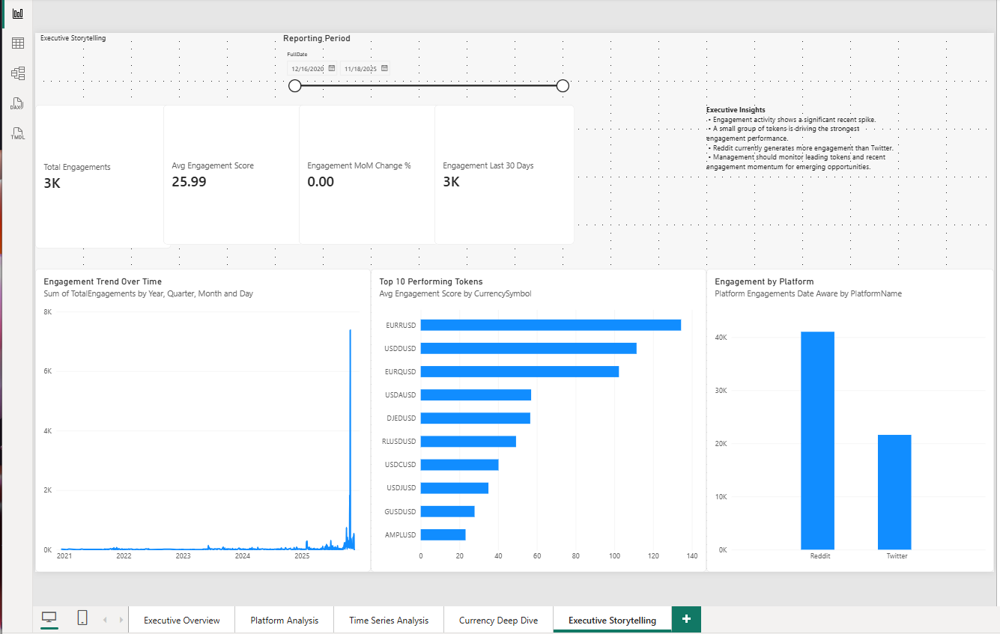 Executive Storytelling
Reporting Period
FullDate
12/16/2020
11/18/2025
DAX
TMDL
Executive Insights
• Engagement activity shows a significant recent spike.
• A small group of tokens is driving the strongest
engagement performance.
• Reddit currently generates more engagement than Twitter.
• Management should monitor leading tokens and recent
engagement momentum for emerging opportunities.
Total Engagements
3K
Avg Engagement Score
25.99
Engagement MoM Change %
0.00
Engagement Last 30 Days
3K
Engagement Trend Over Time
Sum of TotalEngagements by Year, Quarter, Month and Day
8K
6K
4K
2K
0K
2021 2022 2023 2024 2025
Top 10 Performing Tokens
Avg Engagement Score by CurrencySymbol
EURRUSD
USDDUSD
EURQUSD
USDAUSD
DJEDUSD
RLUSDUSD
USDCUSD
USDJUSD
GUSDUSD
AMPLUSD
0 20 40 60 80 100 120 140
Engagement by Platform
Platform Engagements Date Aware by PlatformName
40K
30K
20K
10K
0K
Reddit Twitter
Executive Overview
Platform Analysis
Time Series Analysis
Currency Deep Dive
Executive Storytelling
+